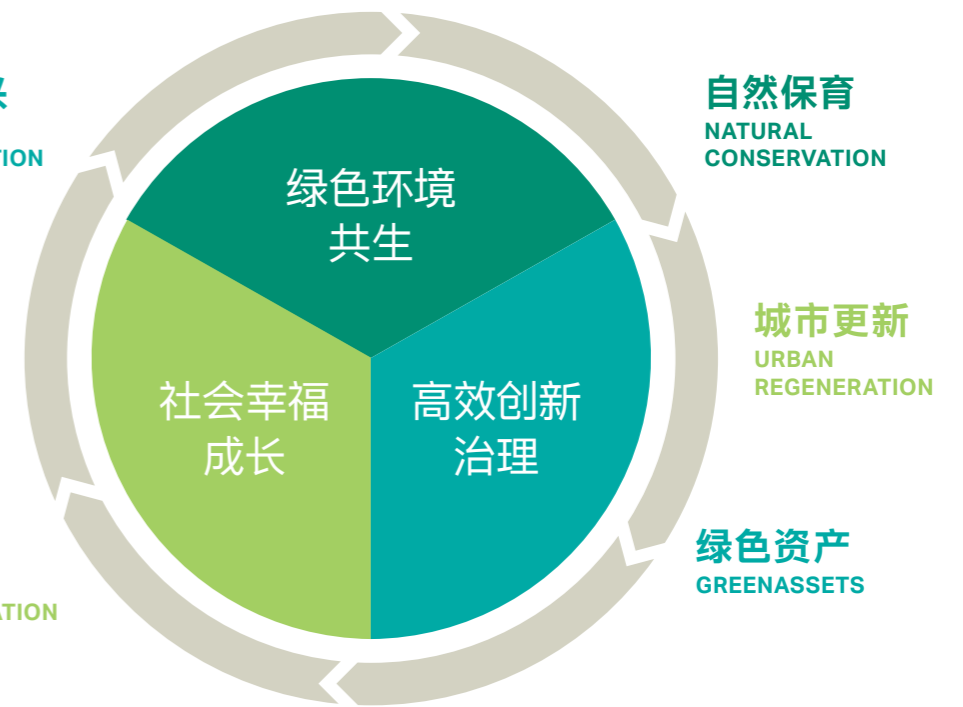 自然保育
NATURAL
CONSERVATION
绿色环境
共生
城市更新
URBAN
REGENERATION
社会幸福
成长
高效创新
治理
绿色资产
GREENASSETS